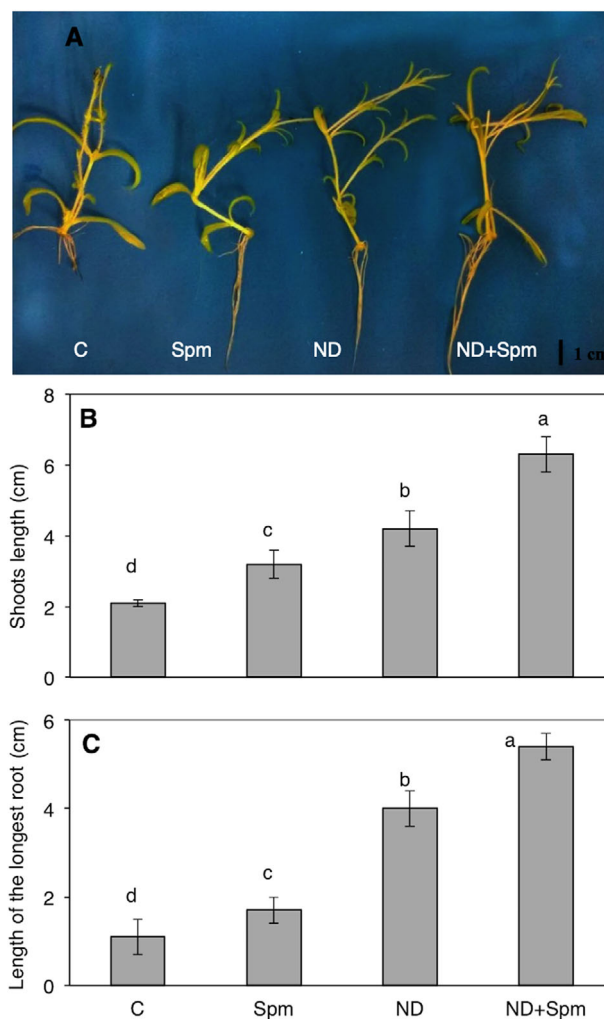 A
C Spm ND ND+Spm 1 cm
B
Shoots length (cm)
8
6
4
2
0
d c b a
C
Length of the longest root (cm)
6
4
2
0
d c b a
C Spm ND ND+Spm